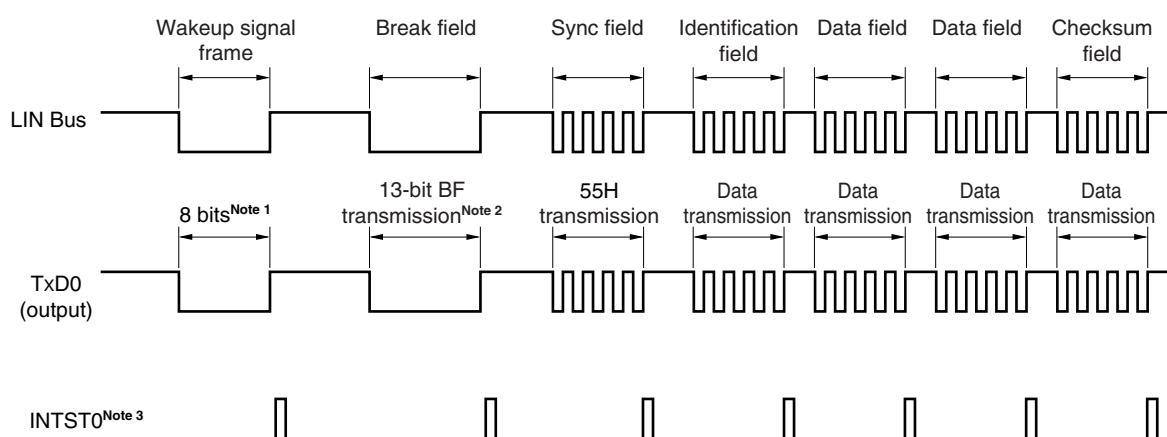 Wakeup signal frame
Break field
Sync field
Identification field
Data field
Data field
Checksum field
LIN Bus
8 bitsNote 1
13-bit BF transmissionNote 2
55H transmission
Data transmission
Data transmission
Data transmission
Data transmission
TxD0 (output)
INTST0Note 3